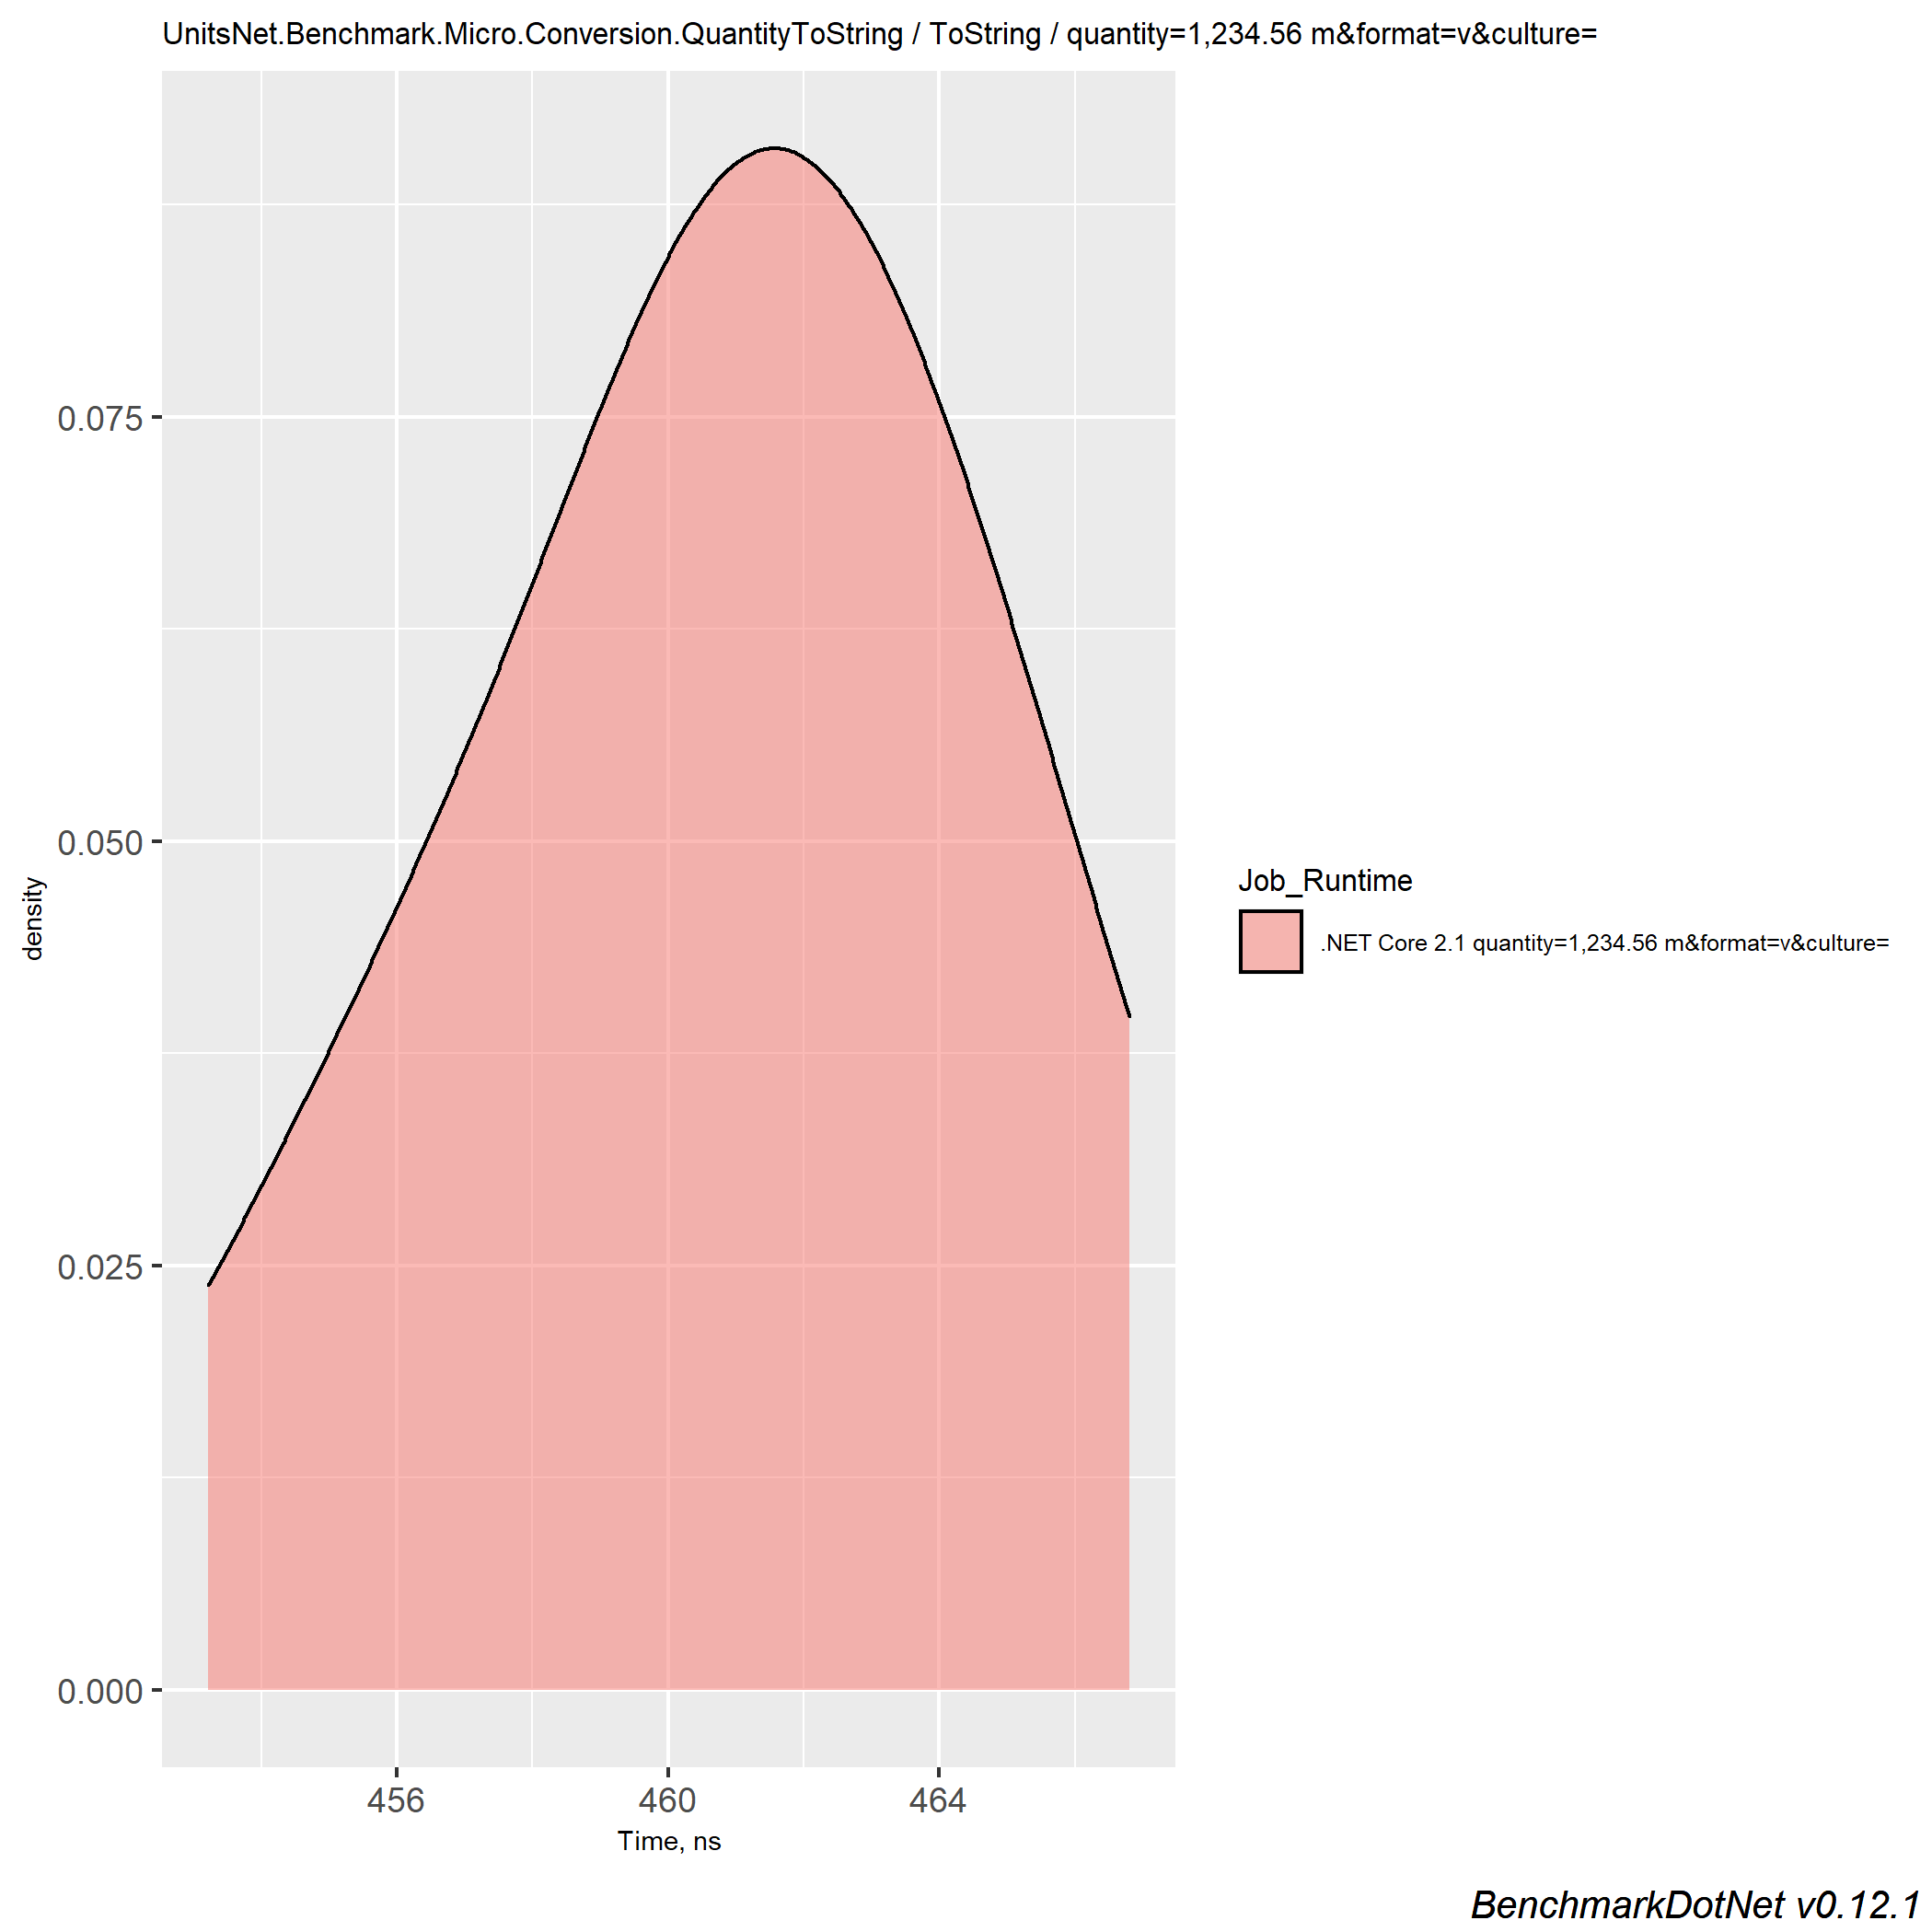 UnitsNet.Benchmark.Micro.Conversion.QuantityToString / ToString / quantity=1,234.56 m&format=v&culture=
0.075
0.050
0.025
0.000
density
456 460 464
Time, ns
Job_Runtime
.NET Core 2.1 quantity=1,234.56 m&format=v&culture=
BenchmarkDotNet v0.12.1